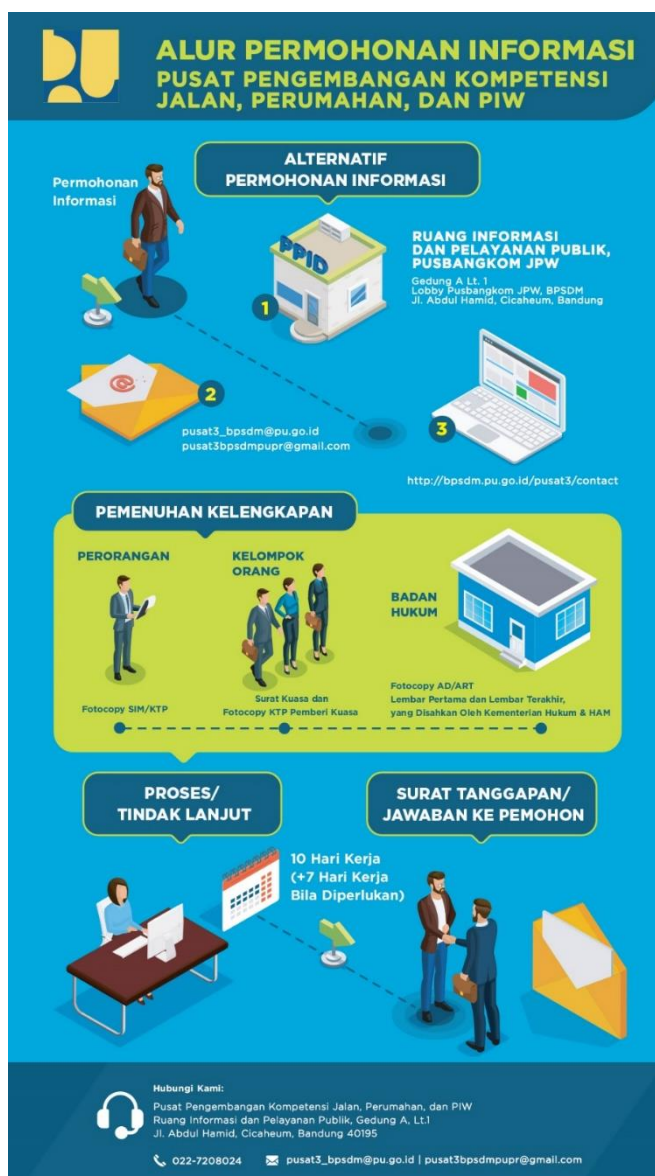 ALUR PERMOHONAN INFORMASI
PUSAT PENGEMBANGAN KOMPETENSI
JALAN, PERUMAHAN, DAN PIW
ALTERNATIF
PERMOHONAN INFORMASI
Permohonan
Informasi
PPID
1
RUANG INFORMASI
DAN PELAYANAN PUBLIK,
PUSBANGKOM JPW
Gedung A Lt. 1
Lobby Pusbangkom JPW, BPSDM
Jl. Abdul Hamid, Cicaheum, Bandung
2
pusat3_bpsdm@pu.go.id
pusat3bpsdmpupr@gmail.com
3
http://bpsdm.pu.go.id/pusat3/contact
PEMENUHAN KELENGKAPAN
PERORANGAN
Fotocopy SIM/KTP
KELOMPOK
ORANG
Surat Kuasa dan
Fotocopy KTP Pemberi Kuasa
BADAN
HUKUM
Fotocopy AD/ART
Lembar Pertama dan Lembar Terakhir,
yang Disahkan Oleh Kementerian Hukum & HAM
PROSES/
TINDAK LANJUT
10 Hari Kerja
(+7 Hari Kerja
Bila Diperlukan)
SURAT TANGGAPAN/
JAWABAN KE PEMOHON
Hubungi Kami:
Pusat Pengembangan Kompetensi Jalan, Perumahan, dan PIW
Ruang Informasi dan Pelayanan Publik, Gedung A, Lt.1
Jl. Abdul Hamid, Cicaheum, Bandung 40195
022-7208024 pusat3_bpsdm@pu.go.id | pusat3bpsdmpupr@gmail.com